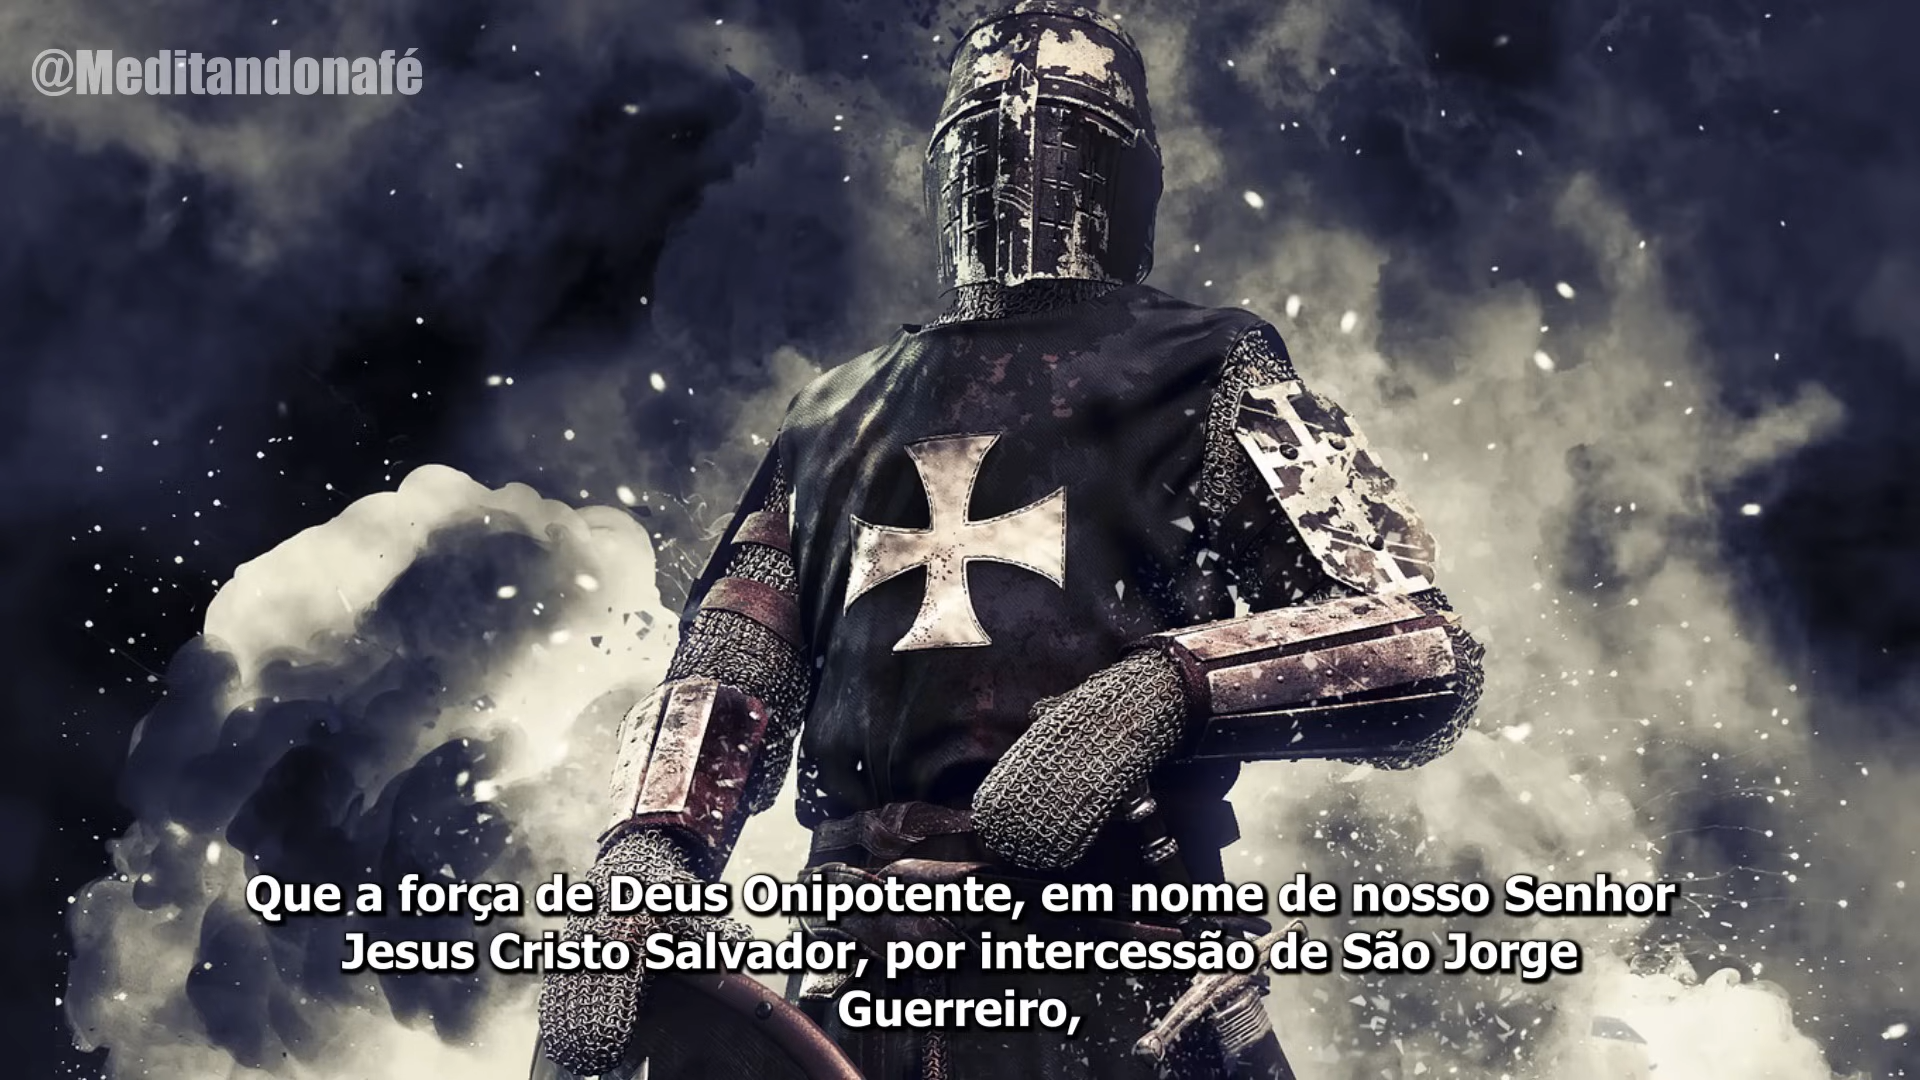 @Meditandonafé
Que a força de Deus Onipotente, em nome de nosso Senhor
Jesus Cristo Salvador, por intercessão de São Jorge
Guerreiro,